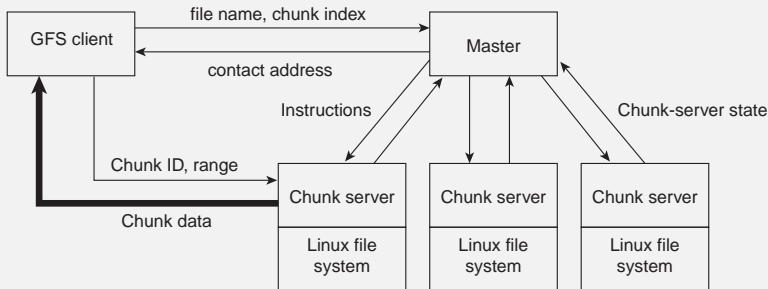 file name, chunk index
GFS client
Master
contact address
Instructions
Chunk-server state
Chunk ID, range
Chunk server
Chunk server
Chunk server
Chunk data
Linux file
system
Linux file
system
Linux file
system